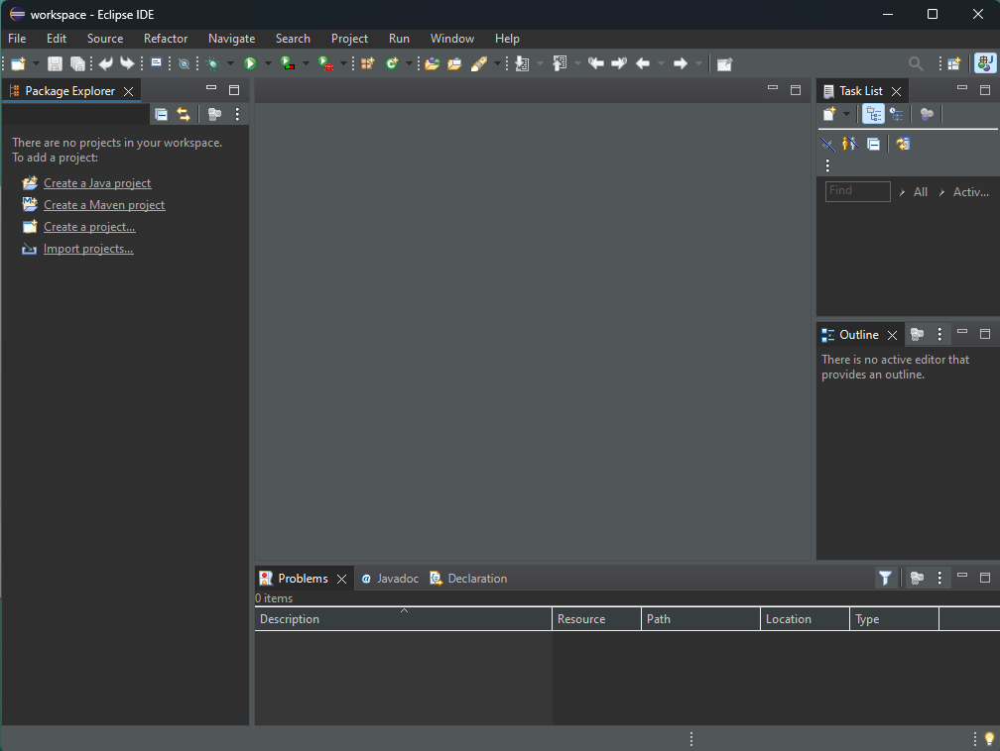 workspace - Eclipse IDE
File Edit Source Refactor Navigate Search Project Run Window Help
Package Explorer
There are no projects in your workspace.
To add a project:
Create a Java project
Create a Maven project
Create a project...
Import projects...
Task List
Find All Activ...
Outline
There is no active editor that
provides an outline.
Problems @ Javadoc Declaration
0 items
Description Resource Path Location Type